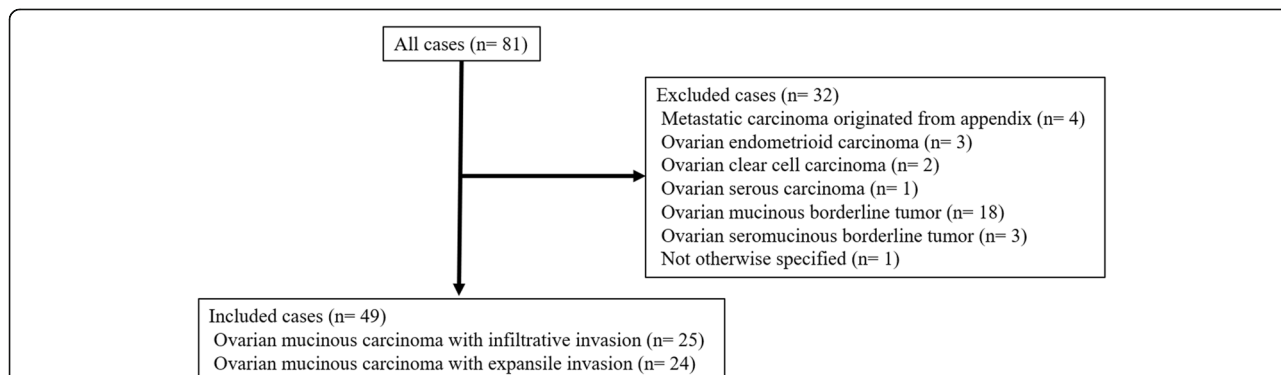 All cases (n= 81)
Excluded cases (n= 32)
Metastatic carcinoma originated from appendix (n= 4)
Ovarian endometrioid carcinoma (n= 3)
Ovarian clear cell carcinoma (n= 2)
Ovarian serous carcinoma (n= 1)
Ovarian mucinous borderline tumor (n= 18)
Ovarian seromucinous borderline tumor (n= 3)
Not otherwise specified (n= 1)
Included cases (n= 49)
Ovarian mucinous carcinoma with infiltrative invasion (n= 25)
Ovarian mucinous carcinoma with expansile invasion (n= 24)